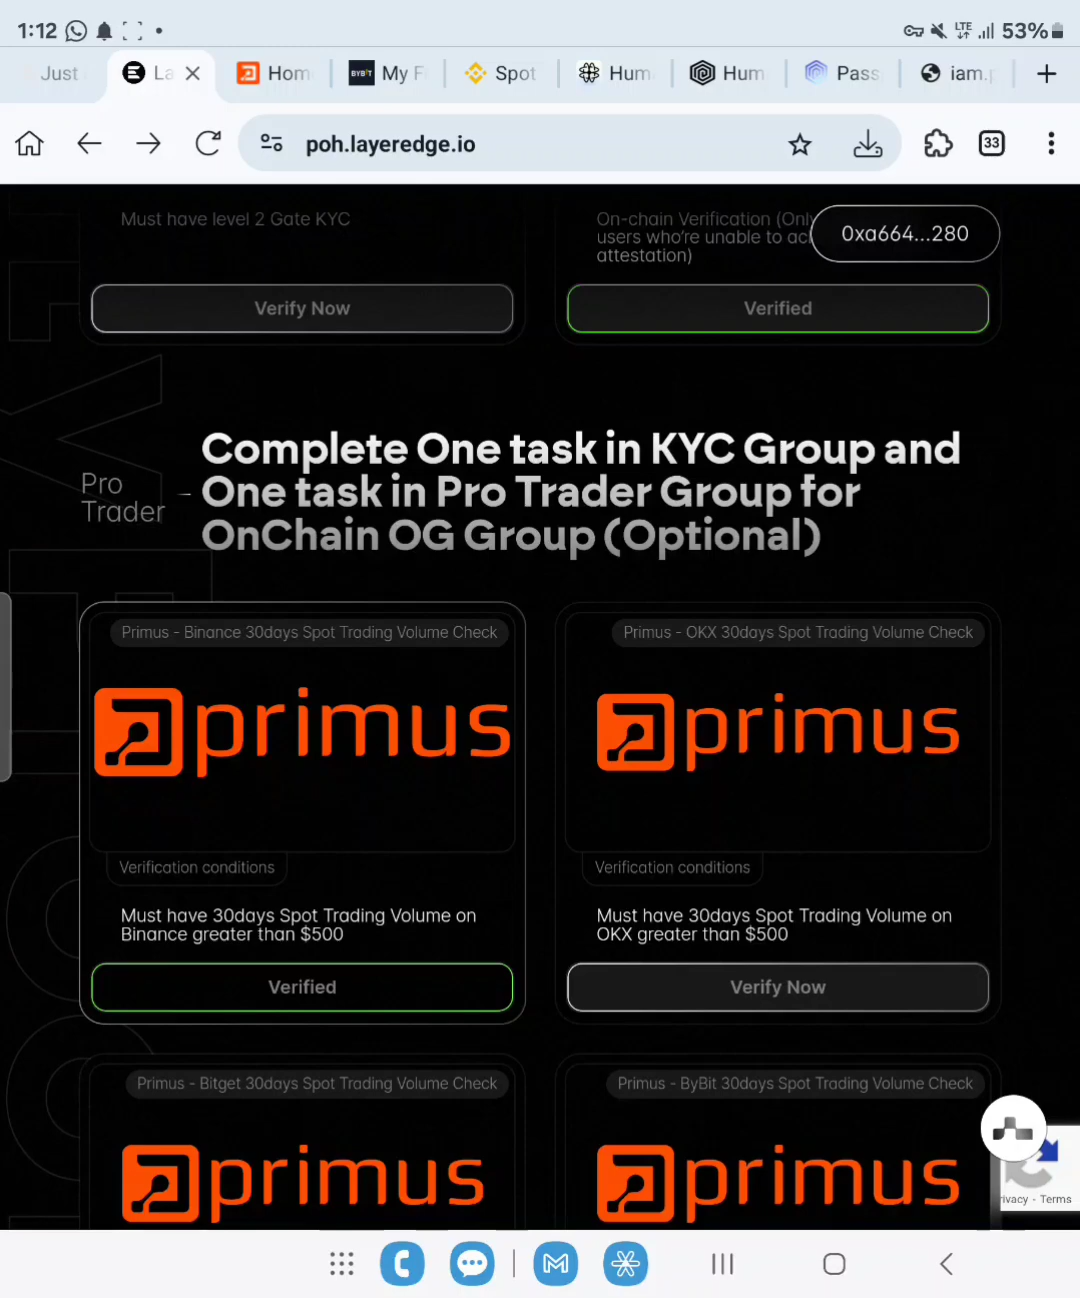 1:12
LTE
53%
Just
La
Hom
BYBIT
My F
Spot
Hum
Hum
Pass
iam.p
poh.layeredge.io
33
Must have level 2 Gate KYC
On-chain Verification (Only
users who're unable to
attestation)
0xa664...280
Verify Now
Verified
Pro
Trader
Complete One task in KYC Group and
One task in Pro Trader Group for
OnChain OG Group (Optional)
Primus - Binance 30days Spot Trading Volume Check
Primus - OKX 30days Spot Trading Volume Check
primus
primus
Verification conditions
Verification conditions
Must have 30days Spot Trading Volume on
Binance greater than $500
Must have 30days Spot Trading Volume on
OKX greater than $500
Verified
Verify Now
Primus - Bitget 30days Spot Trading Volume Check
Primus - ByBit 30days Spot Trading Volume Check
primus
primus
rivacy - Terms